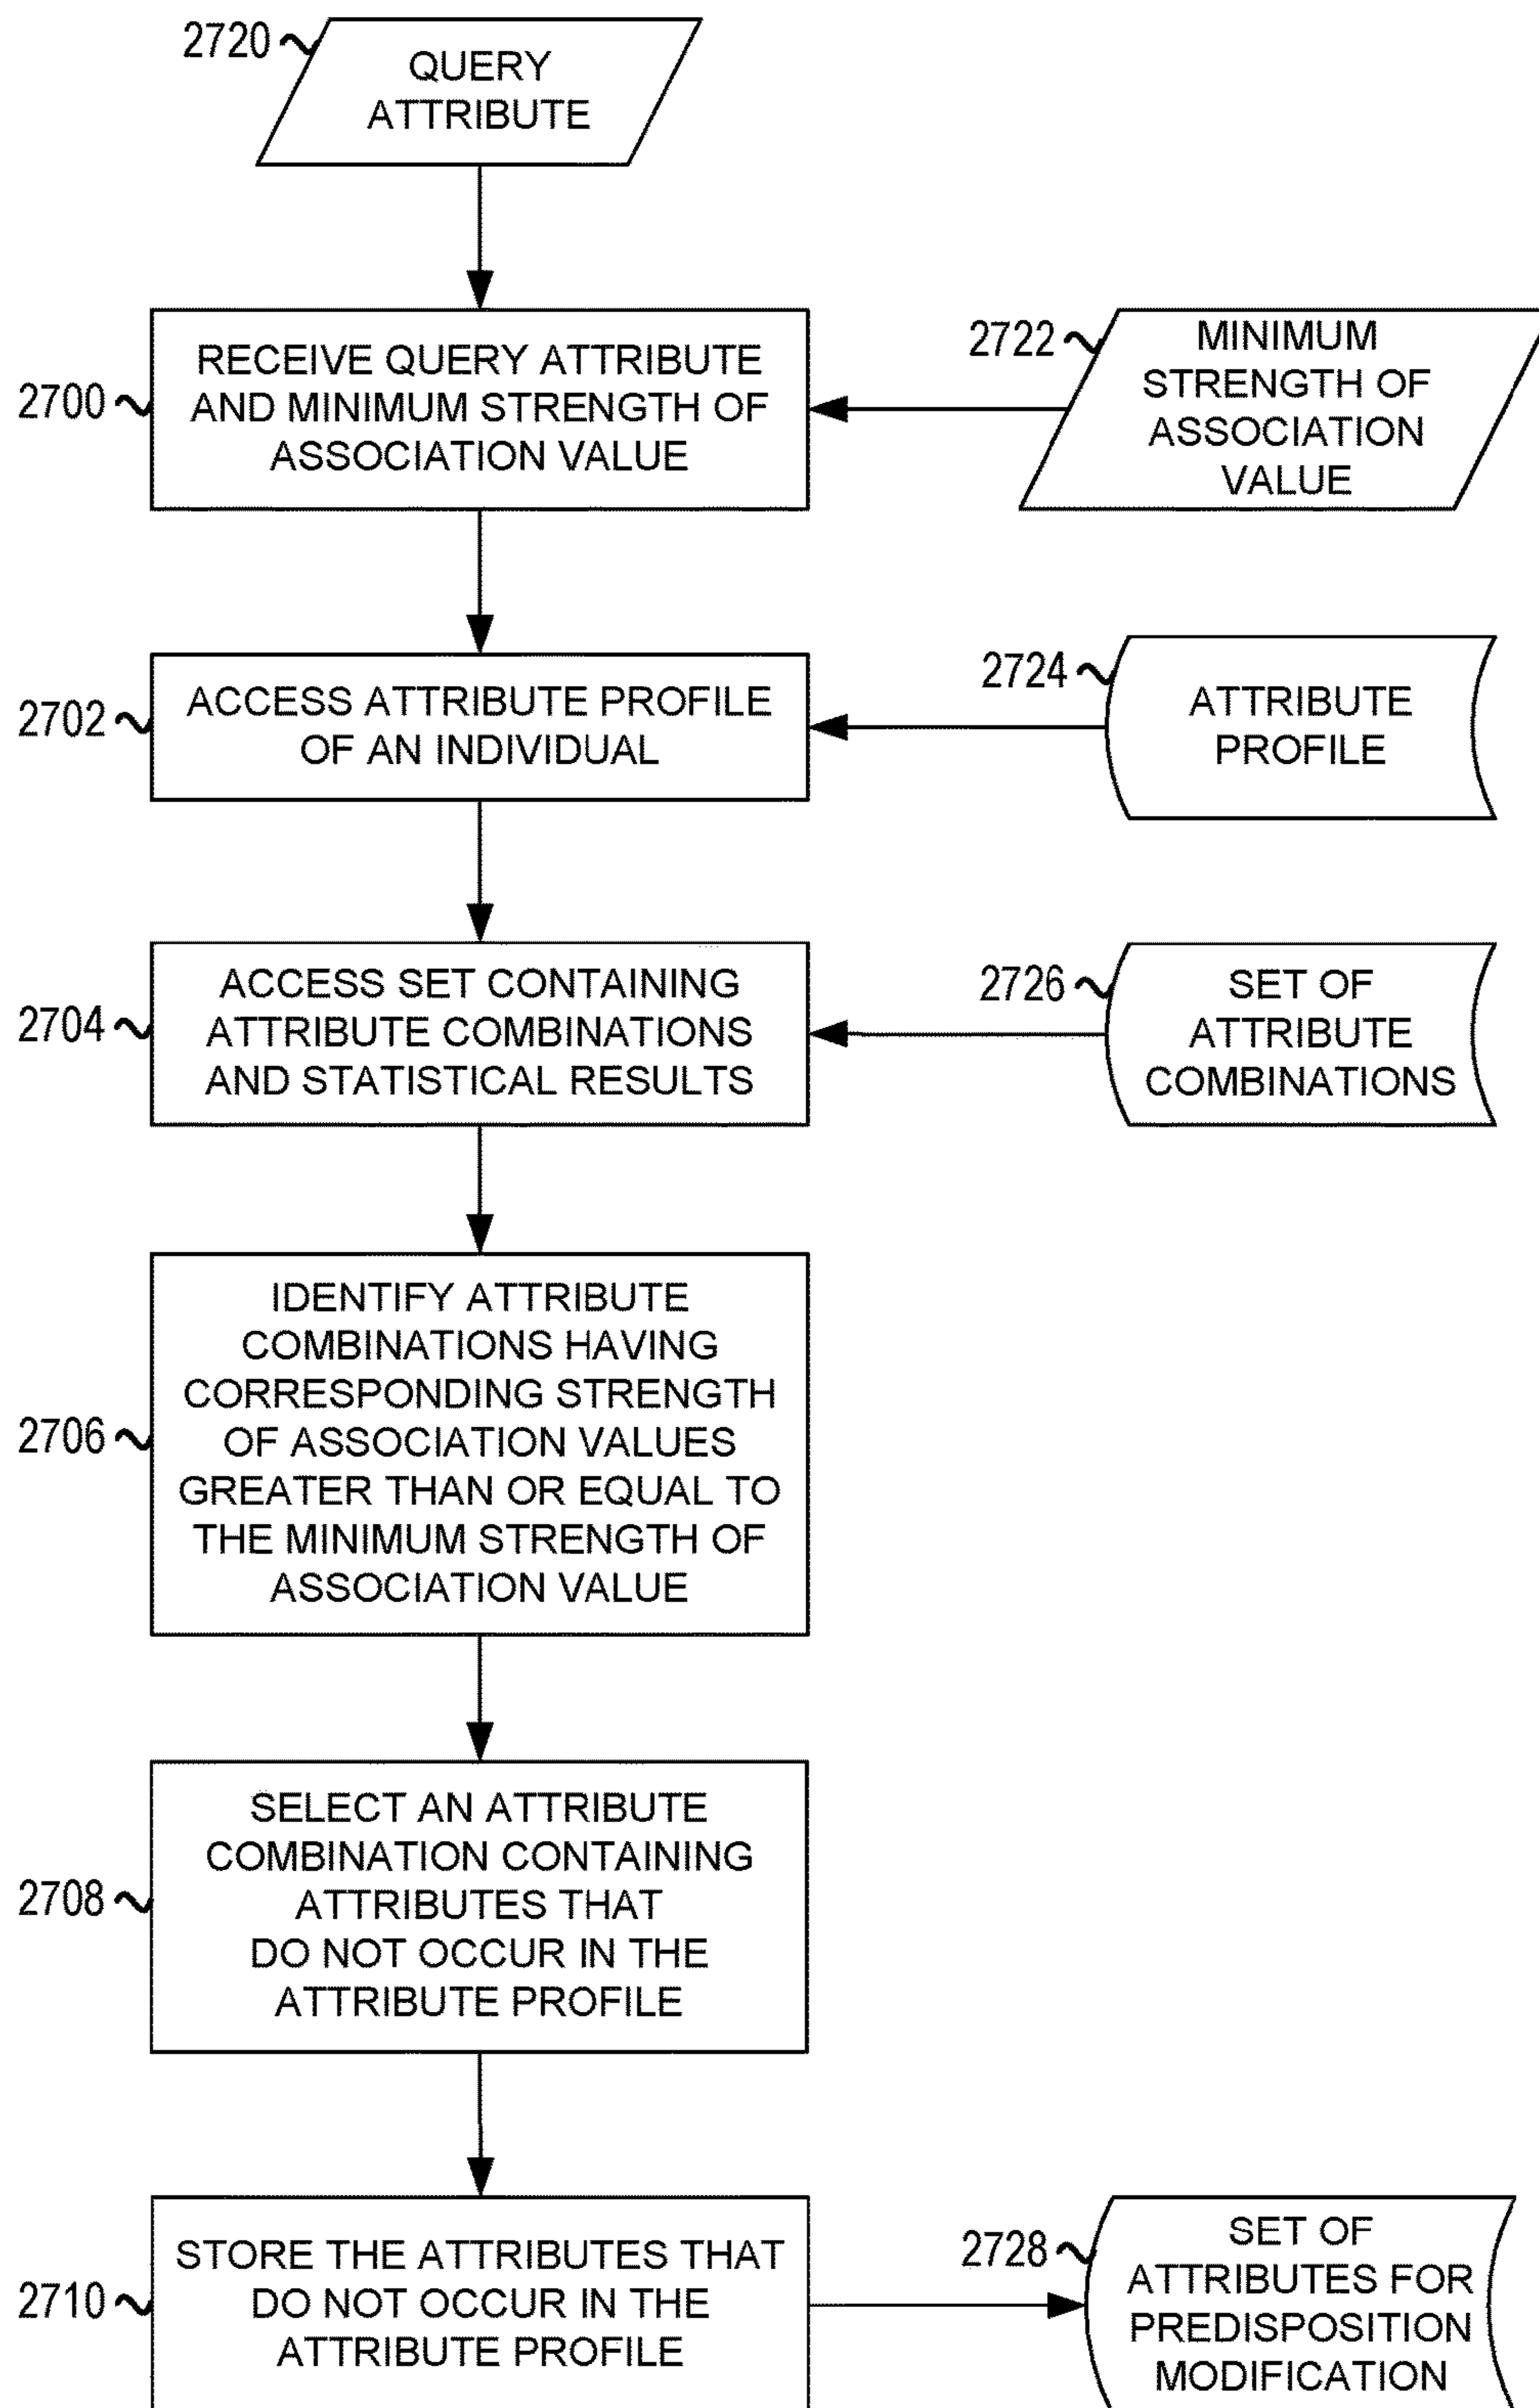 2720
QUERY
ATTRIBUTE
2700
RECEIVE QUERY ATTRIBUTE
AND MINIMUM STRENGTH OF
ASSOCIATION VALUE
2722
MINIMUM
STRENGTH OF
ASSOCIATION
VALUE
2702
ACCESS ATTRIBUTE PROFILE
OF AN INDIVIDUAL
2724
ATTRIBUTE
PROFILE
2704
ACCESS SET CONTAINING
ATTRIBUTE COMBINATIONS
AND STATISTICAL RESULTS
2726
SET OF
ATTRIBUTE
COMBINATIONS
2706
IDENTIFY ATTRIBUTE
COMBINATIONS HAVING
CORRESPONDING STRENGTH
OF ASSOCIATION VALUES
GREATER THAN OR EQUAL TO
THE MINIMUM STRENGTH OF
ASSOCIATION VALUE
2708
SELECT AN ATTRIBUTE
COMBINATION CONTAINING
ATTRIBUTES THAT
DO NOT OCCUR IN THE
ATTRIBUTE PROFILE
2710
STORE THE ATTRIBUTES THAT
DO NOT OCCUR IN THE
ATTRIBUTE PROFILE
2728
SET OF
ATTRIBUTES FOR
PREDISPOSITION
MODIFICATION